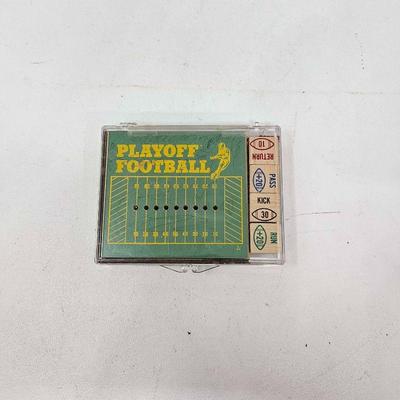 PLAYOFF
FOOTBALL
10
RETURN
PASS
+20
KICK
30
RUN
+20